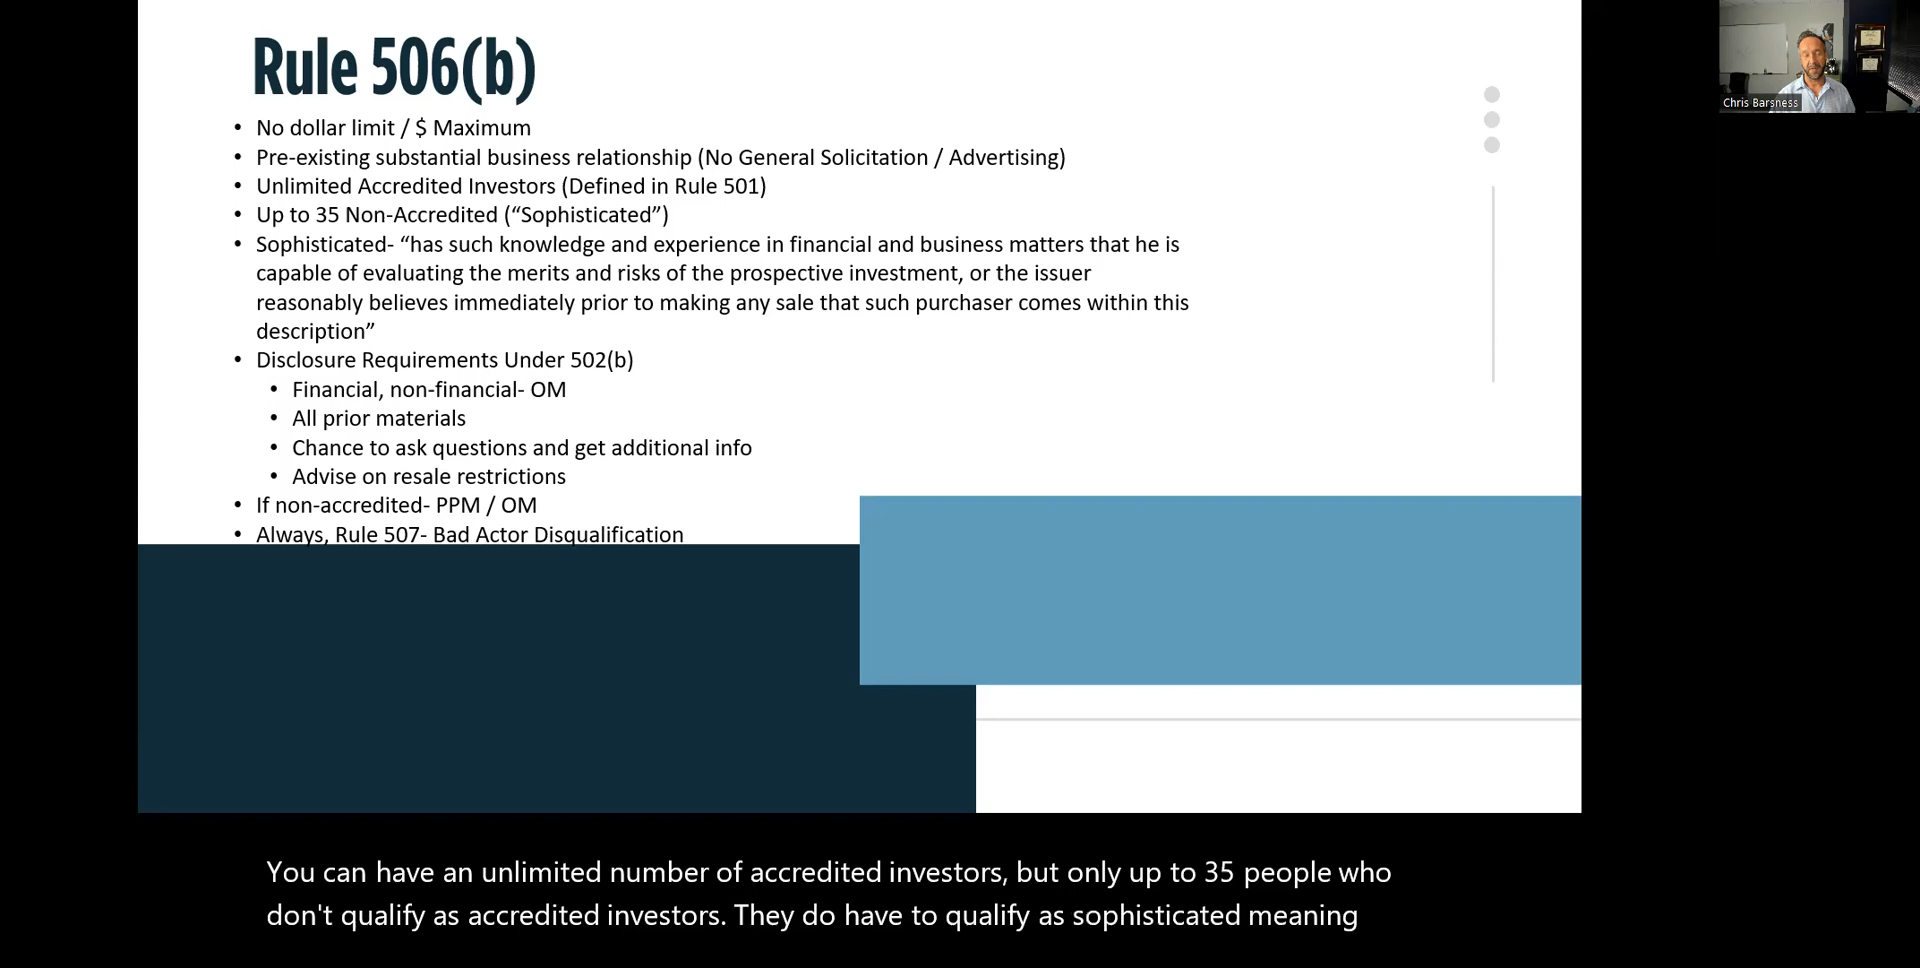 Rule 506(b)
• No dollar limit / $ Maximum
• Pre-existing substantial business relationship (No General Solicitation / Advertising)
• Unlimited Accredited Investors (Defined in Rule 501)
• Up to 35 Non-Accredited (“Sophisticated”)
• Sophisticated- “has such knowledge and experience in financial and business matters that he is
capable of evaluating the merits and risks of the prospective investment, or the issuer
reasonably believes immediately prior to making any sale that such purchaser comes within this
description”
• Disclosure Requirements Under 502(b)
• Financial, non-financial- OM
• All prior materials
• Chance to ask questions and get additional info
• Advise on resale restrictions
• If non-accredited- PPM / OM
• Always, Rule 507- Bad Actor Disqualification
Chris Barsness
You can have an unlimited number of accredited investors, but only up to 35 people who
don't qualify as accredited investors. They do have to qualify as sophisticated meaning